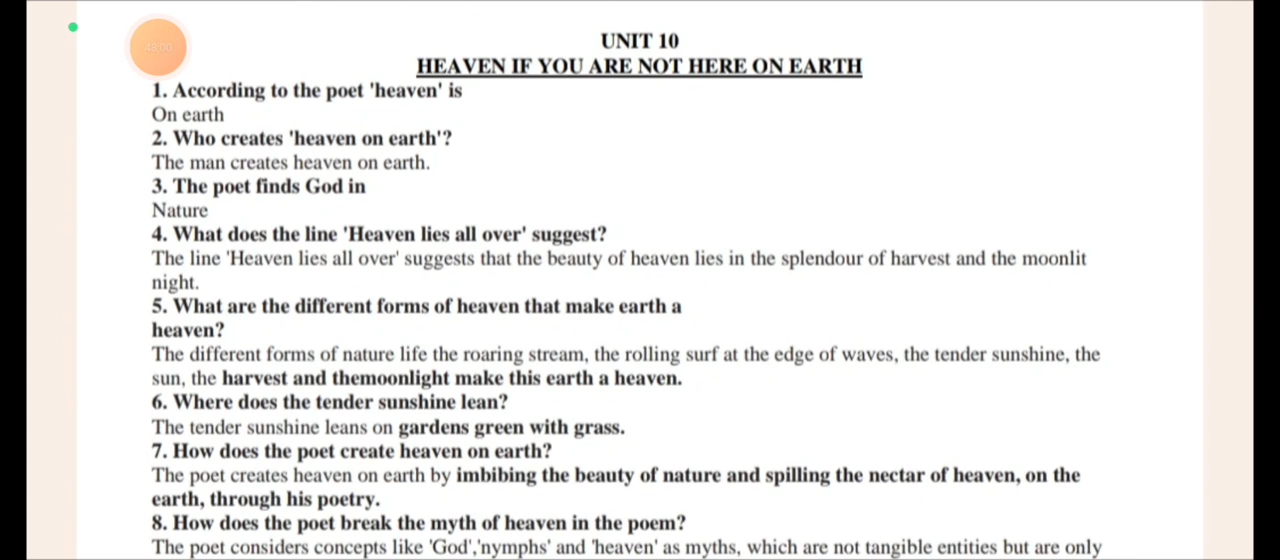 48:00
UNIT 10
HEAVEN IF YOU ARE NOT HERE ON EARTH
1. According to the poet 'heaven' is
On earth
2. Who creates 'heaven on earth'?
The man creates heaven on earth.
3. The poet finds God in
Nature
4. What does the line 'Heaven lies all over' suggest?
The line 'Heaven lies all over' suggests that the beauty of heaven lies in the splendour of harvest and the moonlit
night.
5. What are the different forms of heaven that make earth a
heaven?
The different forms of nature life the roaring stream, the rolling surf at the edge of waves, the tender sunshine, the
sun, the harvest and themoonlight make this earth a heaven.
6. Where does the tender sunshine lean?
The tender sunshine leans on gardens green with grass.
7. How does the poet create heaven on earth?
The poet creates heaven on earth by imbibing the beauty of nature and spilling the nectar of heaven, on the
earth, through his poetry.
8. How does the poet break the myth of heaven in the poem?
The poet considers concepts like 'God','nymphs' and 'heaven' as myths, which are not tangible entities but are only